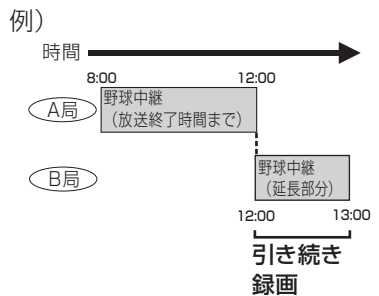 例)
時間
8:00 12:00
A局
野球中継
(放送終了時間まで)
B局
野球中継
(延長部分)
12:00 13:00
引き続き
録画